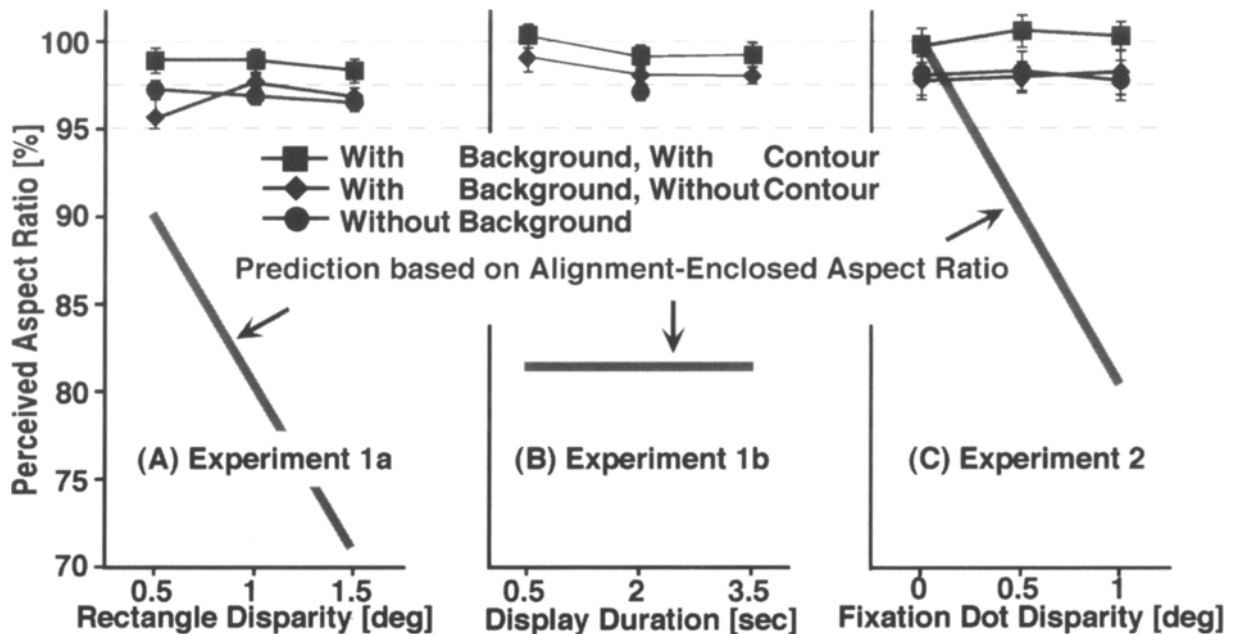 Perceived Aspect Ratio [%]
100
95
90
85
80
75
70
With Background, With Contour
With Background, Without Contour
Without Background
Prediction based on Alignment-Enclosed Aspect Ratio
(A) Experiment 1a
(B) Experiment 1b
(C) Experiment 2
0.5 1 1.5
Rectangle Disparity [deg]
0.5 2 3.5
Display Duration [sec]
0 0.5 1
Fixation Dot Disparity [deg]